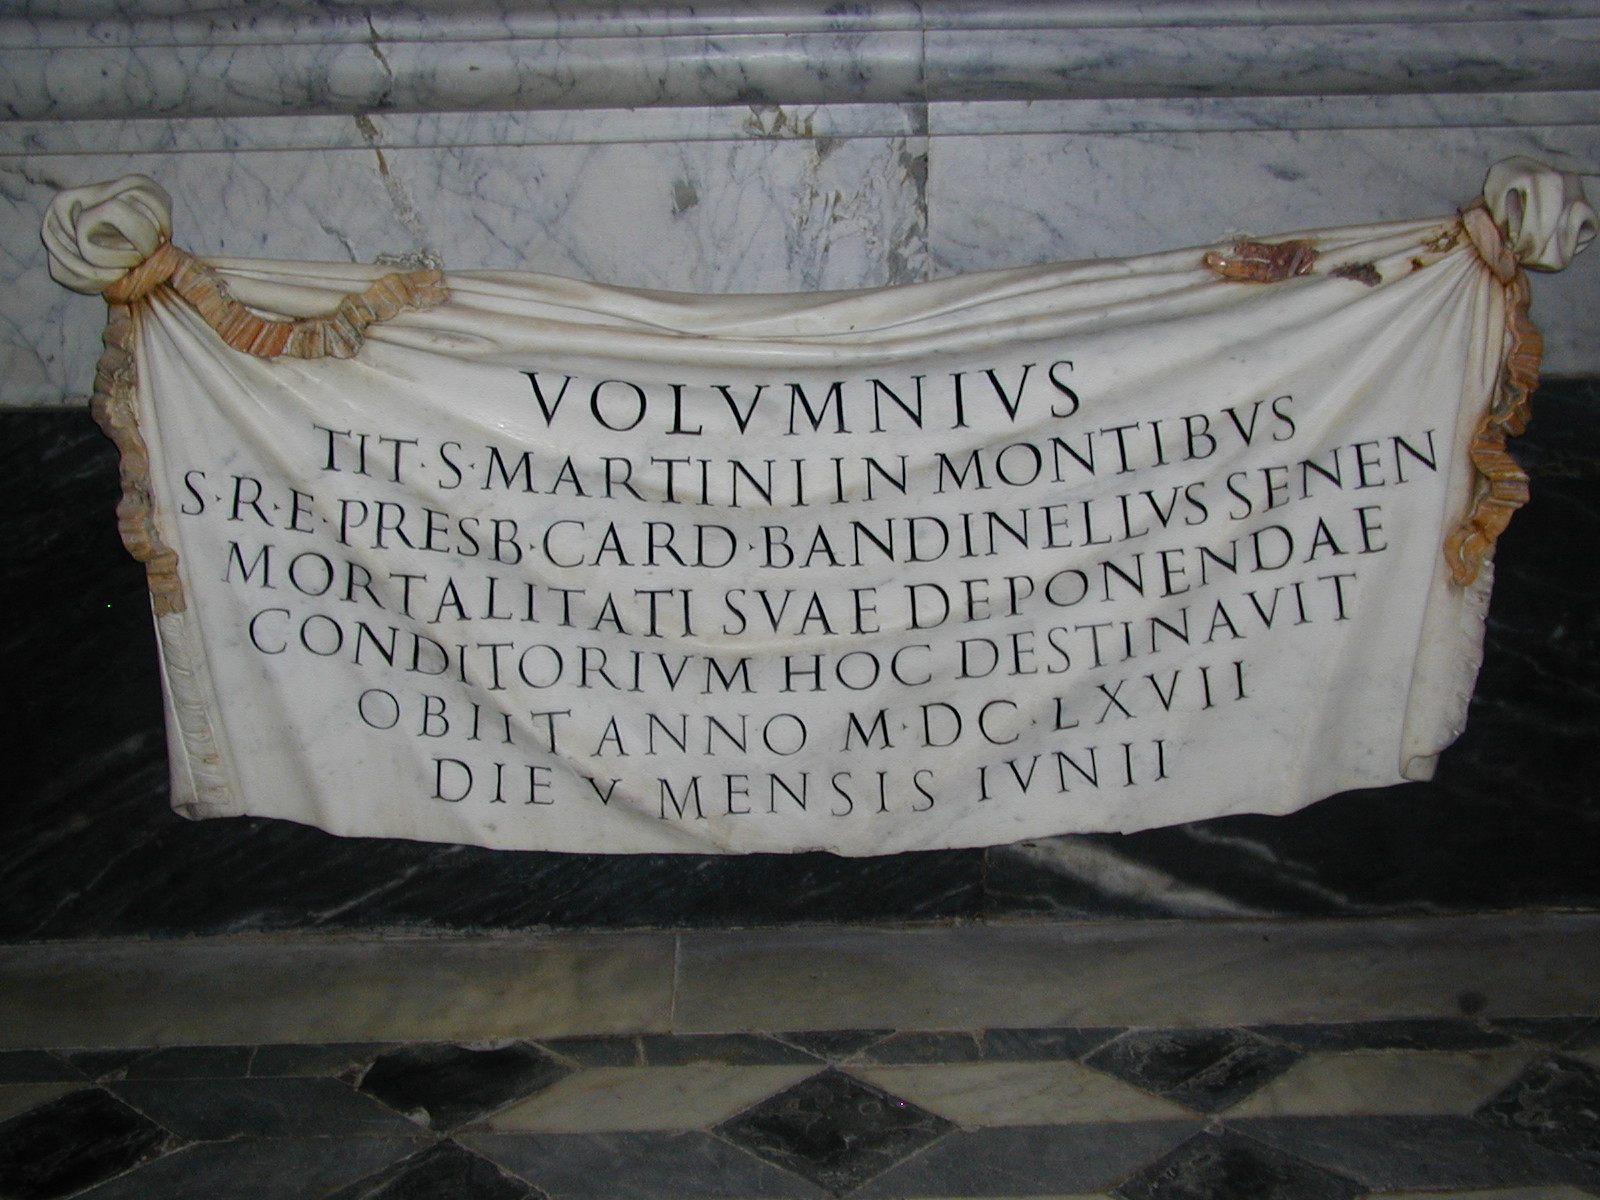 VOLVMNIVS
TIT·S·MARTINI IN MONTIBVS
S·R·E·PRESB·CARD·BANDINELLVS SENEN
MORTALITATI SVAE DEPONENDAE
CONDITORIVM HOC DESTINAVIT
OBIIT ANNO M·DC·LXVII
DIE V MENSIS IVNII